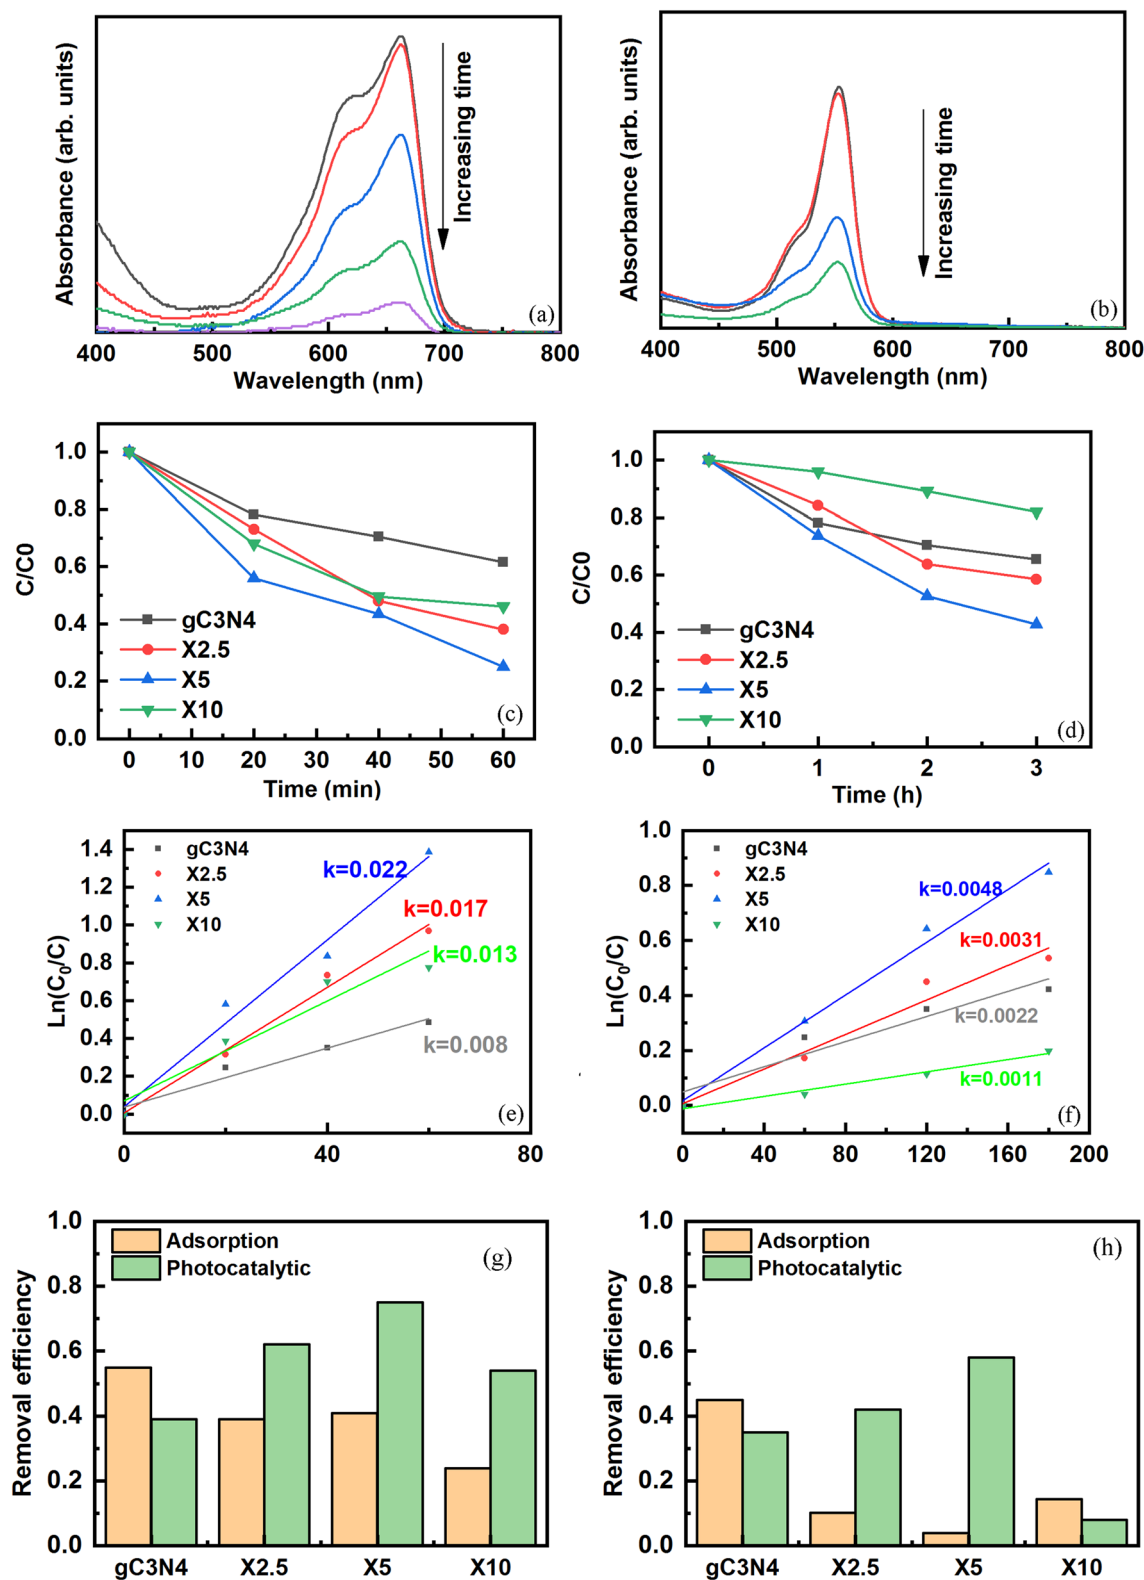 Absorbance (arb. units)
Increasing time
(a)
400 500 600 700 800
Wavelength (nm)
Absorbance (arb. units)
Increasing time
(b)
400 500 600 700 800
Wavelength (nm)
C/C0
1.0
0.8
0.6
0.4
0.2
0.0
gC3N4
X2.5
X5
X10
(c)
0 10 20 30 40 50 60
Time (min)
C/C0
1.0
0.8
0.6
0.4
0.2
0.0
gC3N4
X2.5
X5
X10
(d)
0 1 2 3
Time (h)
Ln(C0/C)
1.4
1.2
1.0
0.8
0.6
0.4
0.2
0.0
gC3N4
X2.5
X5
X10
k=0.022
k=0.017
k=0.013
k=0.008
(e)
0 40 80
Ln(C0/C)
1.0
0.8
0.6
0.4
0.2
0.0
gC3N4
X2.5
X5
X10
k=0.0048
k=0.0031
k=0.0022
k=0.0011
(f)
0 40 80 120 160 200
Removal efficiency
1.0
0.8
0.6
0.4
0.2
0.0
Adsorption
Photocatalytic
(g)
gC3N4 X2.5 X5 X10
Removal efficiency
1.0
0.8
0.6
0.4
0.2
0.0
Adsorption
Photocatalytic
(h)
gC3N4 X2.5 X5 X10